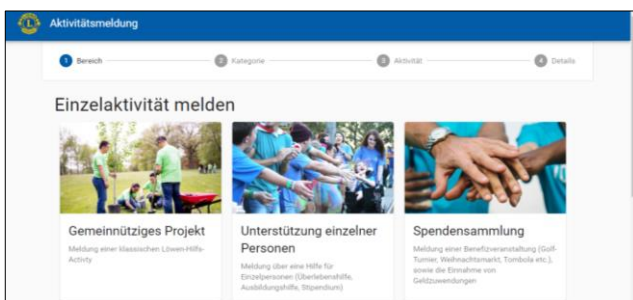 Aktivitätsmeldung
1 Bereich 2 Kategorie 3 Aktivität 4 Details
Einzelaktivität melden
Gemeinnütziges Projekt
Meldung einer klassischen Löwen-Hilfs-
Activty
Unterstützung einzelner
Personen
Meldung über eine Hilfe für
Einzelpersonen (Überlebenshilfe,
Ausbildungshilfe, Stipendium)
Spendensammlung
Meldung einer Benefizveranstaltung (Golf-
Turnier, Weihnachtsmarkt, Tombola etc.),
sowie die Einnahme von
Geldzuwendungen